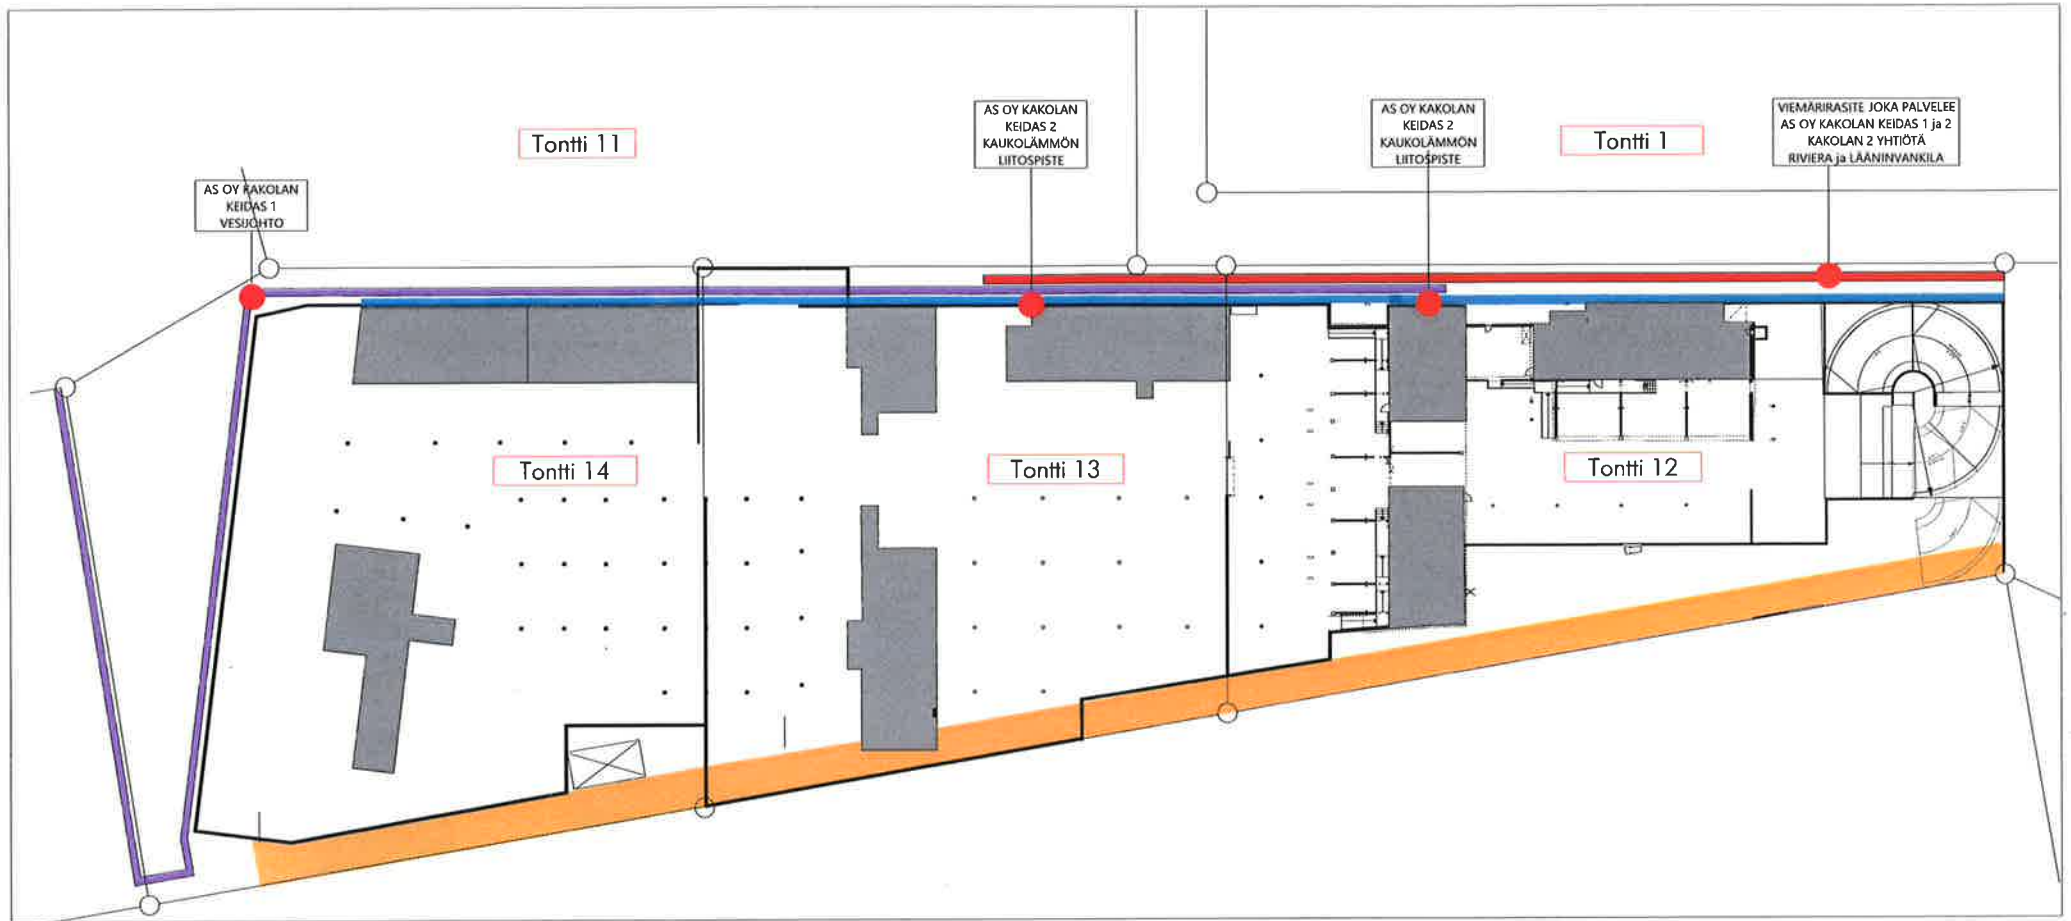 AS OY KAKOLAN
KEIDAS 2
KAUKOLÄMMÖN
LIITOSPISTE
AS OY KAKOLAN
KEIDAS 2
KAUKOLÄMMÖN
LIITOSPISTE
VIEMÄRIRASITE JOKA PALVELEE
AS OY KAKOLAN KEIDAS 1 ja 2
KAKOLAN 2 YHTIÖTÄ
RIVIERA ja LÄÄNINVANKILA
Tontti 11
Tontti 1
AS OY KAKOLAN
KEIDAS 1
VESIJOHTO
Tontti 14
Tontti 13
Tontti 12